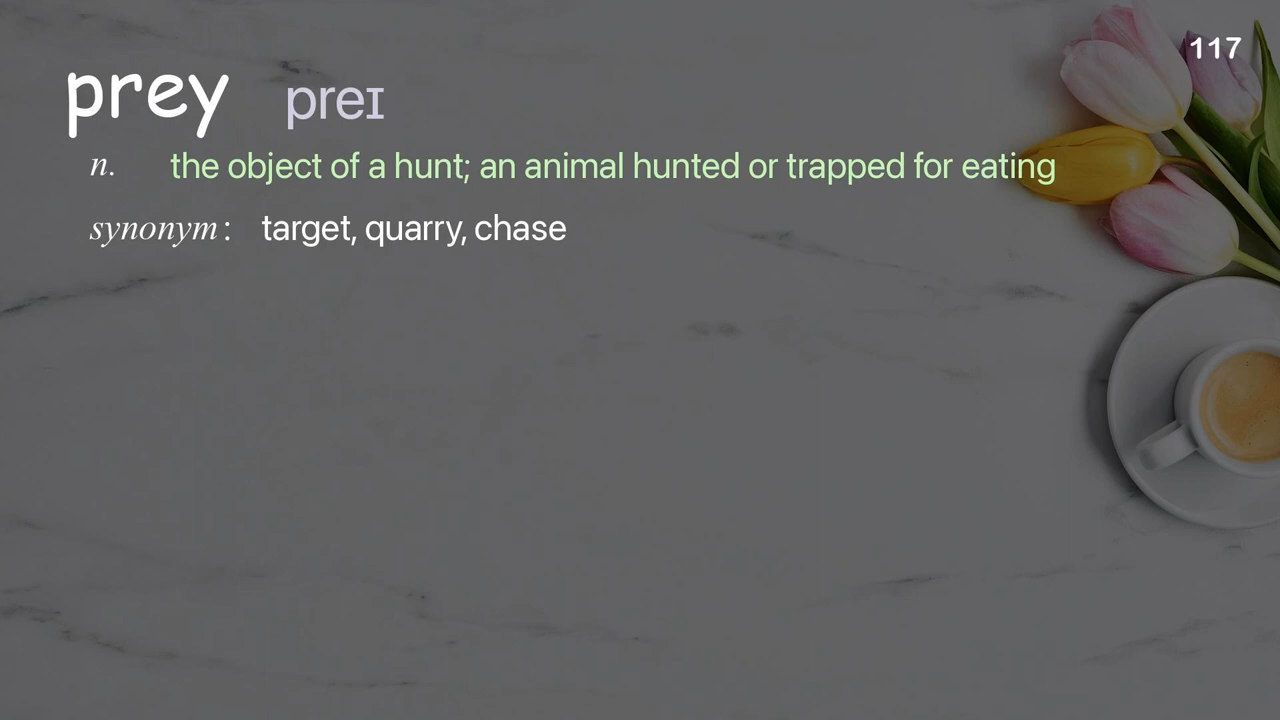 117
prey preɪ
n. the object of a hunt; an animal hunted or trapped for eating
synonym: target, quarry, chase